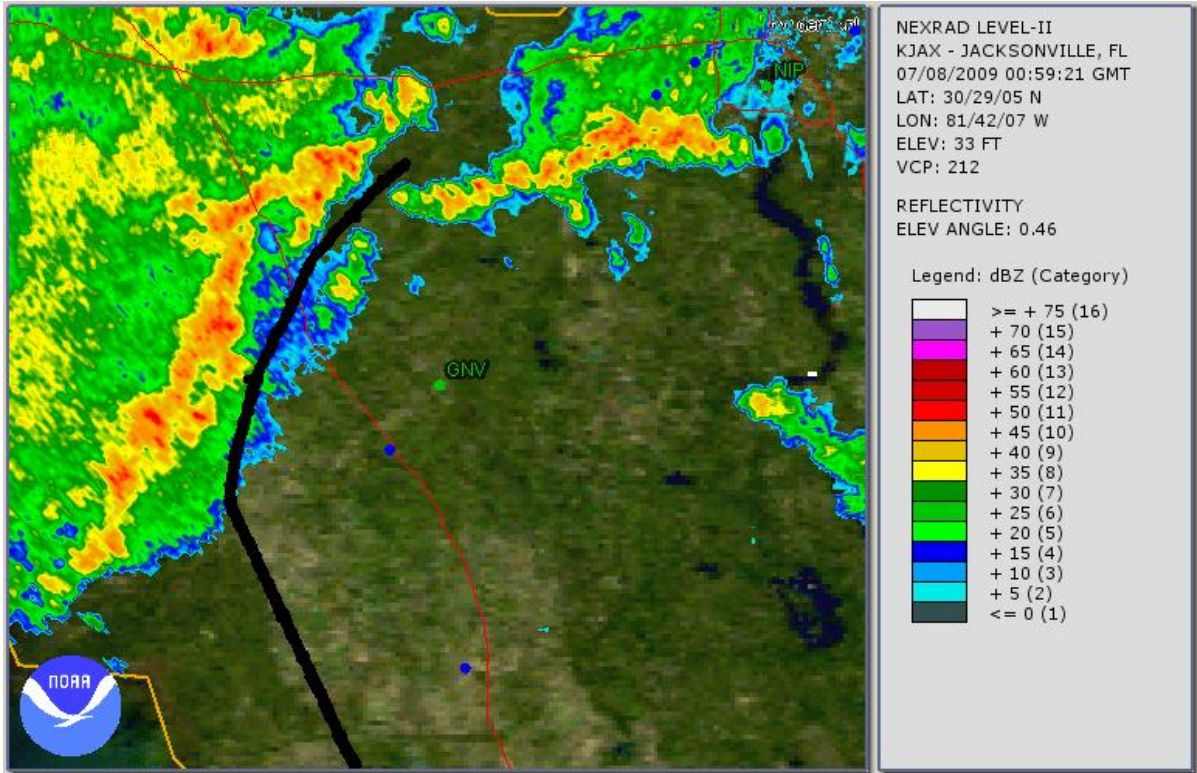 NIP
GNV
NOAA
NEXRAD LEVEL-II
KJAX - JACKSONVILLE, FL
07/08/2009 00:59:21 GMT
LAT: 30/29/05 N
LON: 81/42/07 W
ELEV: 33 FT
VCP: 212
REFLECTIVITY
ELEV ANGLE: 0.46
Legend: dBZ (Category)
>= + 75 (16)
+ 70 (15)
+ 65 (14)
+ 60 (13)
+ 55 (12)
+ 50 (11)
+ 45 (10)
+ 40 (9)
+ 35 (8)
+ 30 (7)
+ 25 (6)
+ 20 (5)
+ 15 (4)
+ 10 (3)
+ 5 (2)
<= 0 (1)